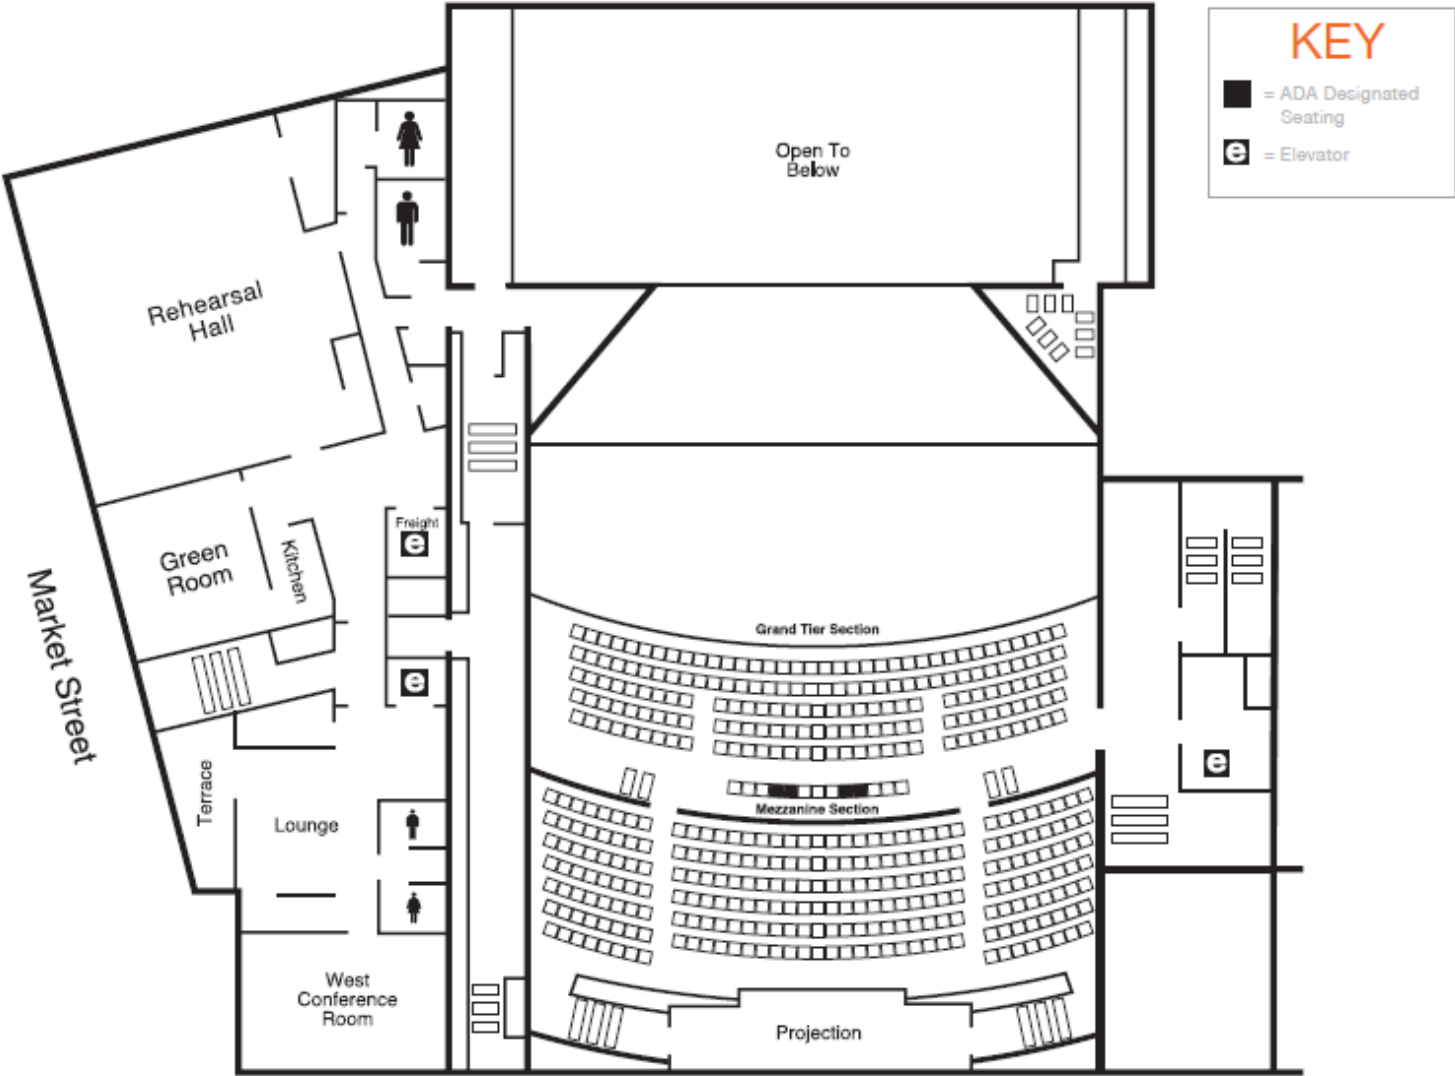 KEY
= ADA Designated
Seating
e = Elevator
Open To
Below
Rehearsal
Hall
Freight
e
Green
Room
Kitchen
Market Street
Grand Tier Section
e
e
Terrace
Mezzanine Section
Lounge
West
Conference
Room
Projection